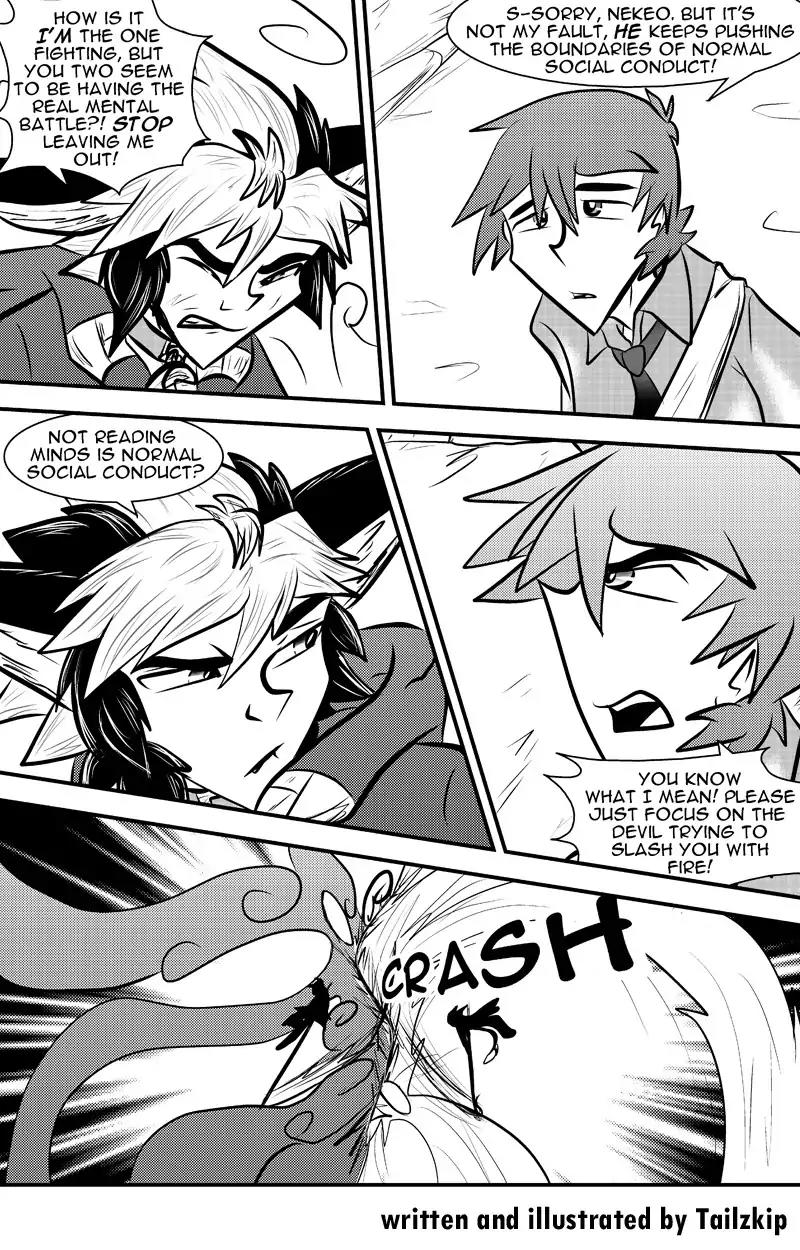 HOW IS IT
I'M THE ONE
FIGHTING, BUT
YOU TWO SEEM
TO BE HAVING THE
REAL MENTAL
BATTLE?! STOP
LEAVING ME
OUT!
S-SORRY, NEKEO. BUT IT'S
NOT MY FAULT, HE KEEPS PUSHING
THE BOUNDARIES OF NORMAL
SOCIAL CONDUCT!
NOT READING
MINDS IS NORMAL
SOCIAL CONDUCT?
YOU KNOW
WHAT I MEAN! PLEASE
JUST FOCUS ON THE
DEVIL TRYING TO
SLASH YOU WITH
FIRE!
CRASH
written and illustrated by Tailzkip